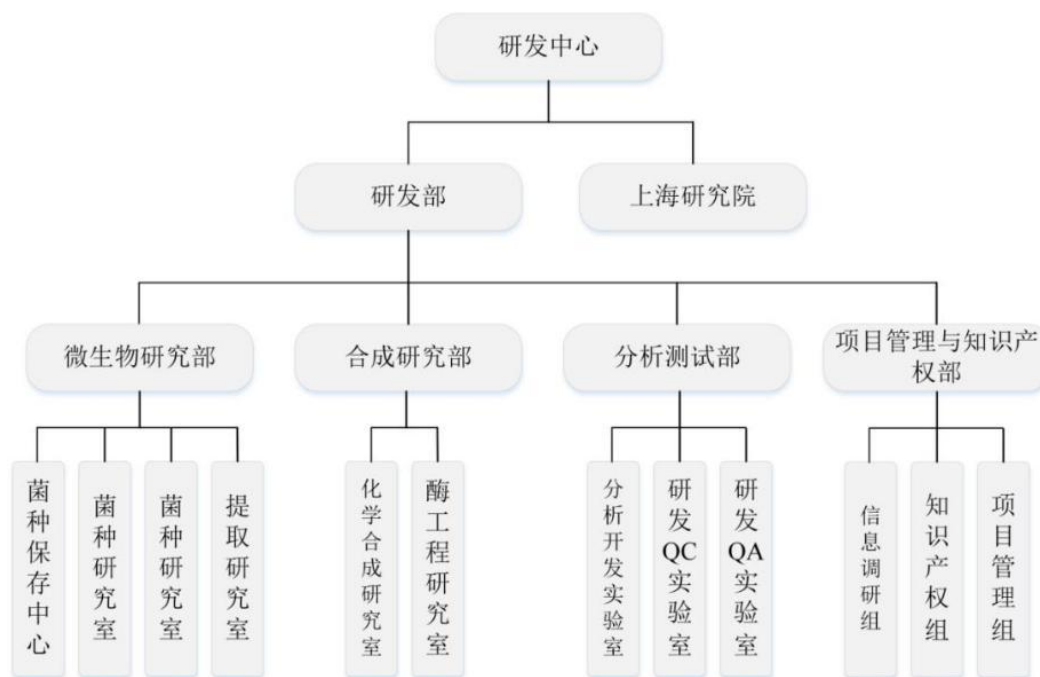 研发中心
研发部
上海研究院
微生物研究部
合成研究部
分析测试部
项目管理与知识产
权部
菌种保存中心
菌种研究室
菌种研究室
提取研究室
化学合成研究室
酶工程研究室
分析开发实验室
研发QC实验室
研发QA实验室
信息调研组
知识产权组
项目管理组